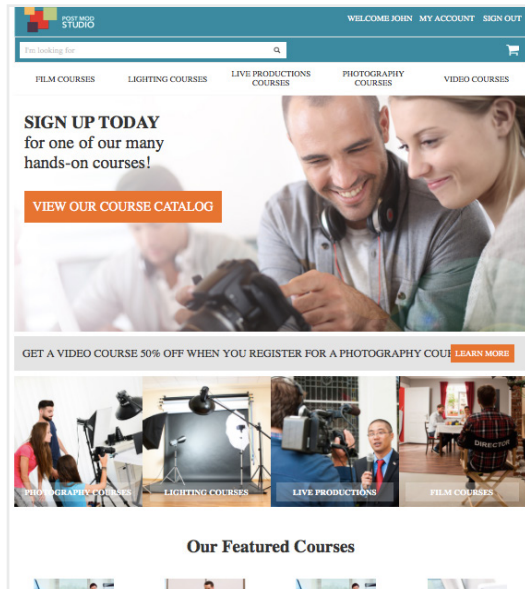 POST MOD
STUDIO
WELCOME JOHN MY ACCOUNT SIGN OUT
I'm looking for
FILM COURSES
LIGHTING COURSES
LIVE PRODUCTIONS
COURSES
PHOTOGRAPHY
COURSES
VIDEO COURSES
SIGN UP TODAY
for one of our many
hands-on courses!
VIEW OUR COURSE CATALOG
GET A VIDEO COURSE 50% OFF WHEN YOU REGISTER FOR A PHOTOGRAPHY COU
LEARN MORE
DIRECTOR
PHOTOGRAPHY COURSES
LIGHTING COURSES
LIVE PRODUCTIONS
FILM COURSES
Our Featured Courses